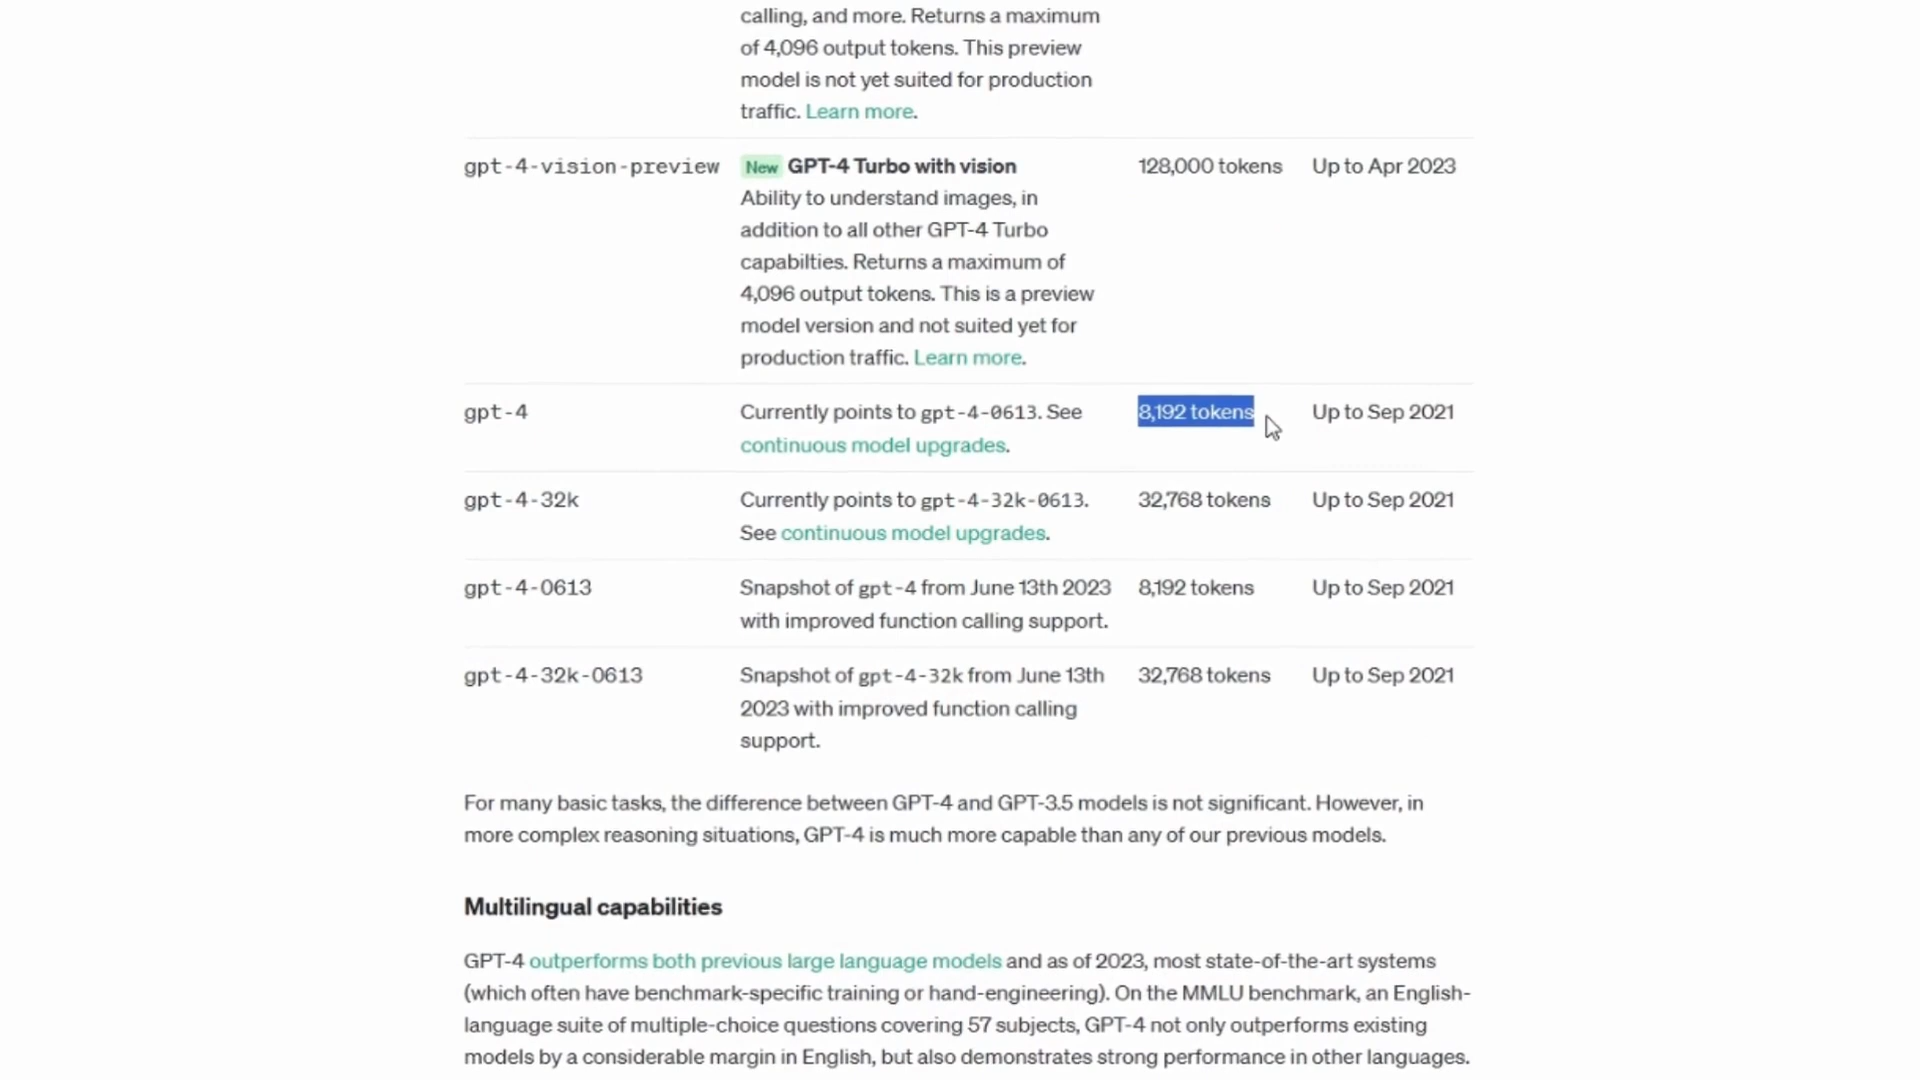 calling, and more. Returns a maximum
of 4,096 output tokens. This preview
model is not yet suited for production
traffic. Learn more.
gpt-4-vision-preview New GPT-4 Turbo with vision 128,000 tokens Up to Apr 2023
Ability to understand images, in
addition to all other GPT-4 Turbo
capabilties. Returns a maximum of
4,096 output tokens. This is a preview
model version and not suited yet for
production traffic. Learn more.
gpt-4 Currently points to gpt-4-0613. See 8,192 tokens Up to Sep 2021
continuous model upgrades.
gpt-4-32k Currently points to gpt-4-32k-0613. 32,768 tokens Up to Sep 2021
See continuous model upgrades.
gpt-4-0613 Snapshot of gpt-4 from June 13th 2023 8,192 tokens Up to Sep 2021
with improved function calling support.
gpt-4-32k-0613 Snapshot of gpt-4-32k from June 13th 32,768 tokens Up to Sep 2021
2023 with improved function calling
support.
For many basic tasks, the difference between GPT-4 and GPT-3.5 models is not significant. However, in
more complex reasoning situations, GPT-4 is much more capable than any of our previous models.
Multilingual capabilities
GPT-4 outperforms both previous large language models and as of 2023, most state-of-the-art systems
(which often have benchmark-specific training or hand-engineering). On the MMLU benchmark, an English-
language suite of multiple-choice questions covering 57 subjects, GPT-4 not only outperforms existing
models by a considerable margin in English, but also demonstrates strong performance in other languages.